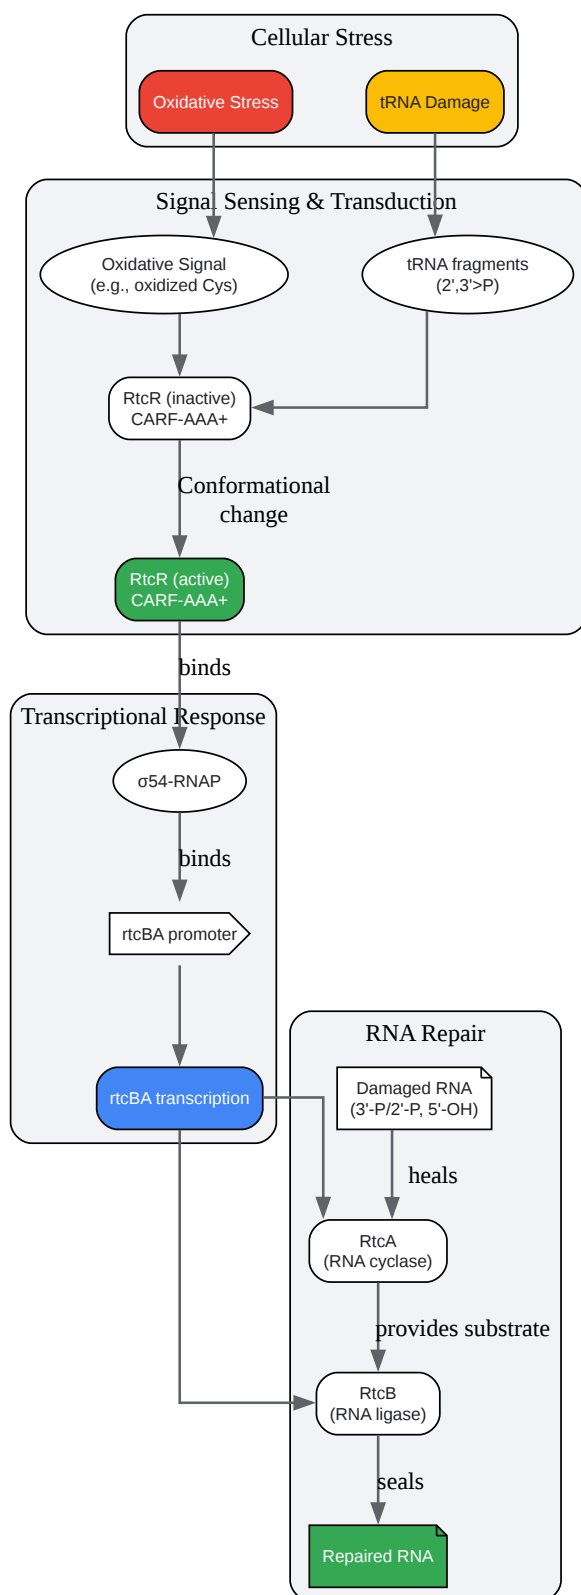 Cellular Stress
Oxidative Stress
tRNA Damage
Signal Sensing & Transduction
Oxidative Signal
(e.g., oxidized Cys)
tRNA fragments
(2',3'>P)
RtcR (inactive)
CARF-AAA+
Conformational
change
RtcR (active)
CARF-AAA+
binds
Transcriptional Response
σ54-RNAP
binds
rtcBA promoter
rtcBA transcription
RNA Repair
Damaged RNA
(3'-P/2'-P, 5'-OH)
heals
RtcA
(RNA cyclase)
provides substrate
RtcB
(RNA ligase)
seals
Repaired RNA